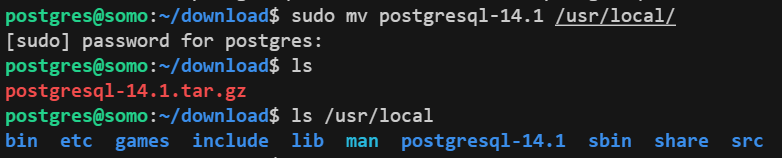 postgres@somo:~/download$ sudo mv postgresql-14.1 /usr/local/
[sudo] password for postgres:
postgres@somo:~/download$ ls
postgresql-14.1.tar.gz
postgres@somo:~/download$ ls /usr/local
bin etc games include lib man postgresql-14.1 sbin share src